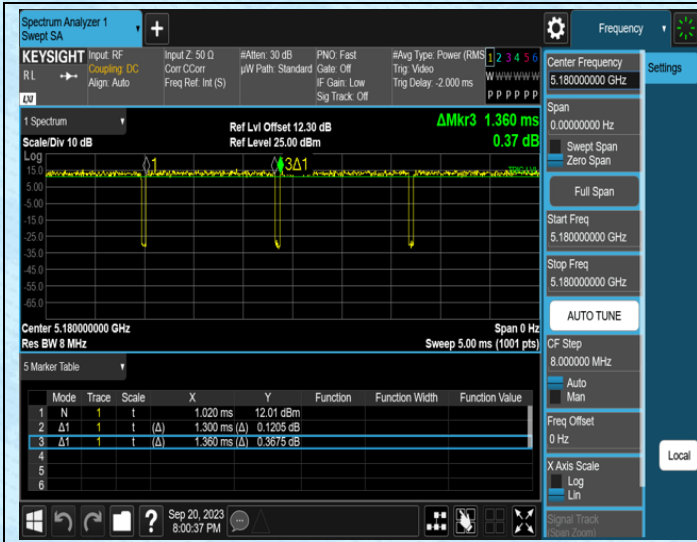 Spectrum Analyzer 1
Swept SA
Frequency
KEYSIGHT
RL
LXI
Input: RF
Coupling: DC
Align: Auto
Input Z: 50 Ω
Corr CCorr
Freq Ref: Int (S)
#Atten: 30 dB
µW Path: Standard
PNO: Fast
Gate: Off
IF Gain: Low
Sig Track: Off
#Avg Type: Power (RMS
Trig: Video
Trig Delay: -2.000 ms
1 2 3 4 5 6
W W W W W W
P P P P P P
1 Spectrum
Scale/Div 10 dB
Log
Ref Lvl Offset 12.30 dB
Ref Level 25.00 dBm
ΔMkr3 1.360 ms
0.37 dB
1
3Δ1
15.0
5.00
-5.00
-15.0
-25.0
-35.0
-45.0
-55.0
-65.0
Center 5.180000000 GHz
Res BW 8 MHz
Span 0 Hz
Sweep 5.00 ms (1001 pts)
5 Marker Table
Mode Trace Scale X Y Function Function Width Function Value
1 N 1 t 1.020 ms 12.01 dBm
2 Δ1 1 t (Δ) 1.300 ms (Δ) 0.1205 dB
3 Δ1 1 t (Δ) 1.360 ms (Δ) 0.3675 dB
4
5
6
Sep 20, 2023
8:00:37 PM
Center Frequency
5.180000000 GHz
Span
0.00000000 Hz
Swept Span
Zero Span
Full Span
Start Freq
5.180000000 GHz
Stop Freq
5.180000000 GHz
AUTO TUNE
CF Step
8.000000 MHz
Auto
Man
Freq Offset
0 Hz
X Axis Scale
Log
Lin
Signal Track
(Span Zoom)
Settings
Local